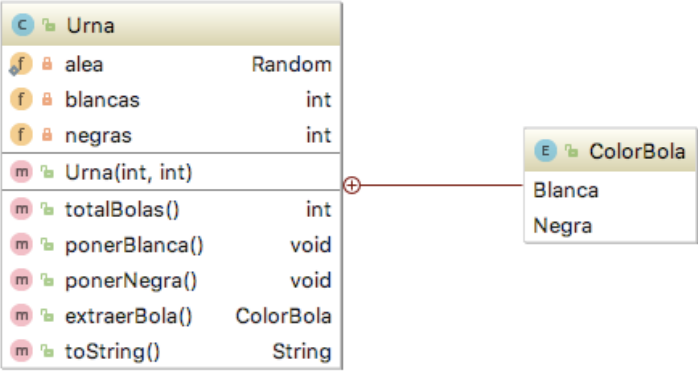 C Urna
f alea Random
f blancas int
f negras int
m Urna(int, int)
m totalBolas() int
m ponerBlanca() void
m ponerNegra() void
m extraerBola() ColorBola
m toString() String
E ColorBola
Blanca
Negra